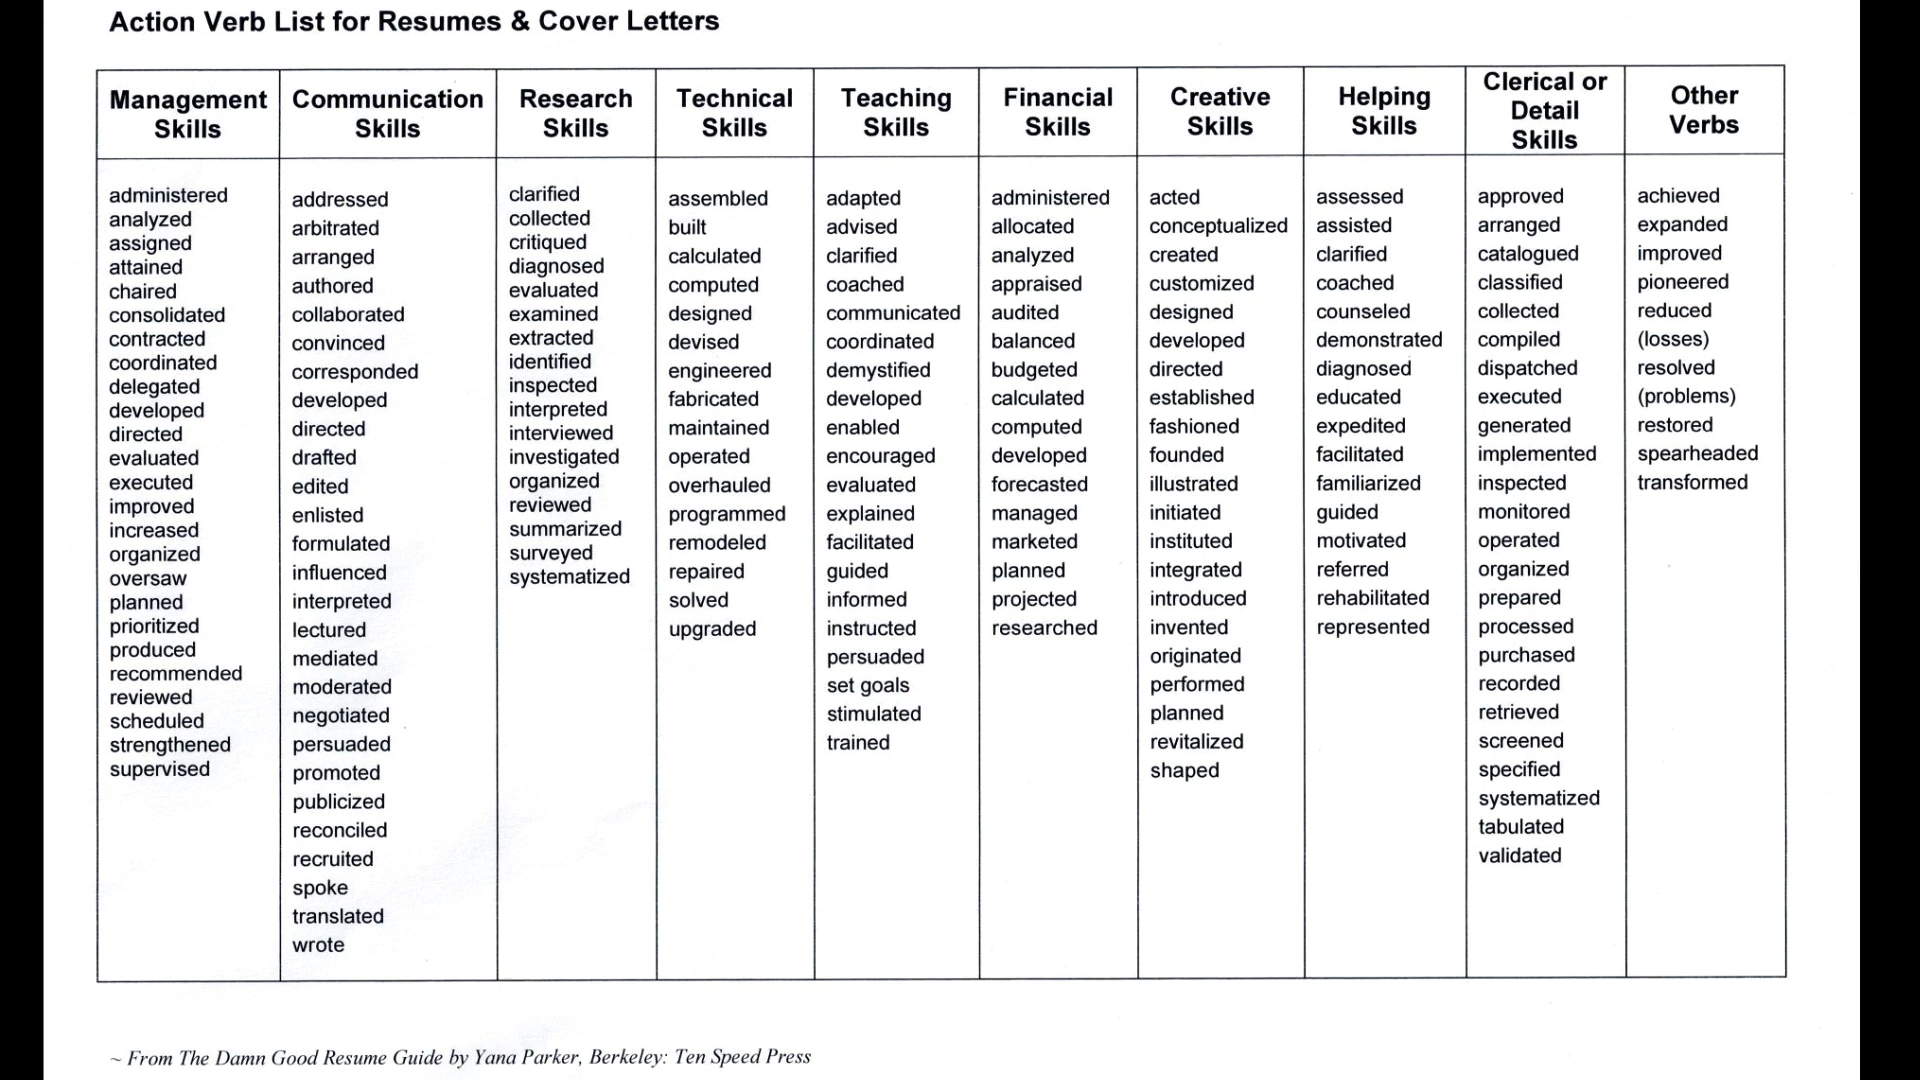 Action Verb List for Resumes & Cover Letters
Management
Skills
administered
analyzed
assigned
attained
chaired
consolidated
contracted
coordinated
delegated
developed
directed
evaluated
executed
improved
increased
organized
oversaw
planned
prioritized
produced
recommended
reviewed
scheduled
strengthened
supervised
Communication
Skills
addressed
arbitrated
arranged
authored
collaborated
convinced
corresponded
developed
directed
drafted
edited
enlisted
formulated
influenced
interpreted
lectured
mediated
moderated
negotiated
persuaded
promoted
publicized
reconciled
recruited
spoke
translated
wrote
Research
Skills
clarified
collected
critiqued
diagnosed
evaluated
examined
extracted
identified
inspected
interpreted
interviewed
investigated
organized
reviewed
summarized
surveyed
systematized
Technical
Skills
assembled
built
calculated
computed
designed
devised
engineered
fabricated
maintained
operated
overhauled
programmed
remodeled
repaired
solved
upgraded
Teaching
Skills
adapted
advised
clarified
coached
communicated
coordinated
demystified
developed
enabled
encouraged
evaluated
explained
facilitated
guided
informed
instructed
persuaded
set goals
stimulated
trained
Financial
Skills
administered
allocated
analyzed
appraised
audited
balanced
budgeted
calculated
computed
developed
forecasted
managed
marketed
planned
projected
researched
Creative
Skills
acted
conceptualized
created
customized
designed
developed
directed
established
fashioned
founded
illustrated
initiated
instituted
integrated
introduced
invented
originated
performed
planned
revitalized
shaped
Helping
Skills
assessed
assisted
clarified
coached
counseled
demonstrated
diagnosed
educated
expedited
facilitated
familiarized
guided
motivated
referred
rehabilitated
represented
Clerical or
Detail
Skills
approved
arranged
catalogued
classified
collected
compiled
dispatched
executed
generated
implemented
inspected
monitored
operated
organized
prepared
processed
purchased
recorded
retrieved
screened
specified
systematized
tabulated
validated
Other
Verbs
achieved
expanded
improved
pioneered
reduced
(losses)
resolved
(problems)
restored
spearheaded
transformed
~ From The Damn Good Resume Guide by Yana Parker, Berkeley: Ten Speed Press